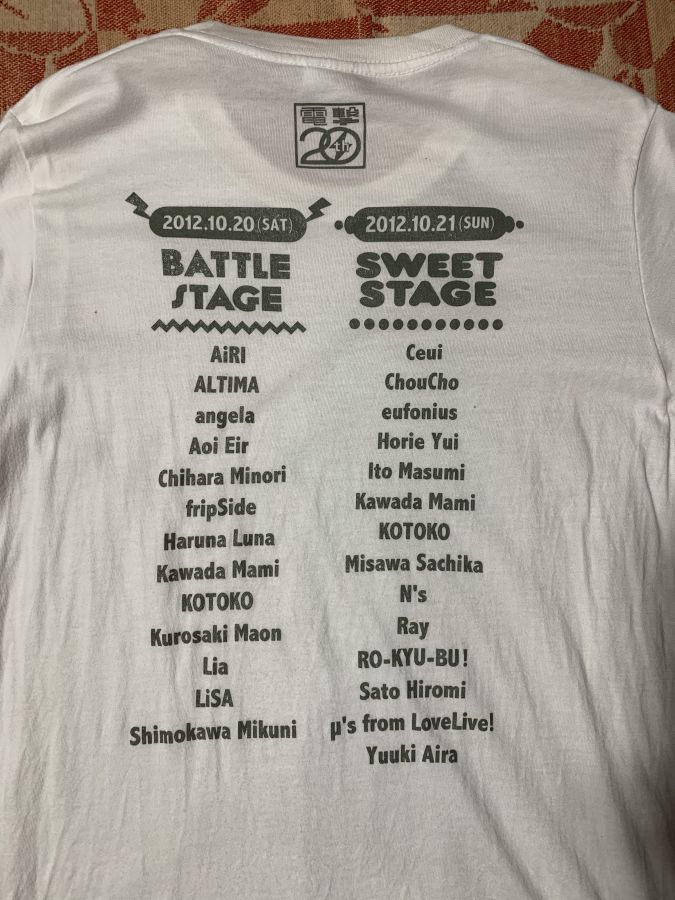 電撃
20th
2012.10.20(SAT)
BATTLE
STAGE
AiRI
ALTIMA
angela
Aoi Eir
Chihara Minori
fripSide
Haruna Luna
Kawada Mami
KOTOKO
Kurosaki Maon
Lia
LiSA
Shimokawa Mikuni
2012.10.21(SUN)
SWEET
STAGE
Ceui
ChouCho
eufonius
Horie Yui
Ito Masumi
Kawada Mami
KOTOKO
Misawa Sachika
N's
Ray
RO-KYU-BU!
Sato Hiromi
μ's from LoveLive!
Yuuki Aira